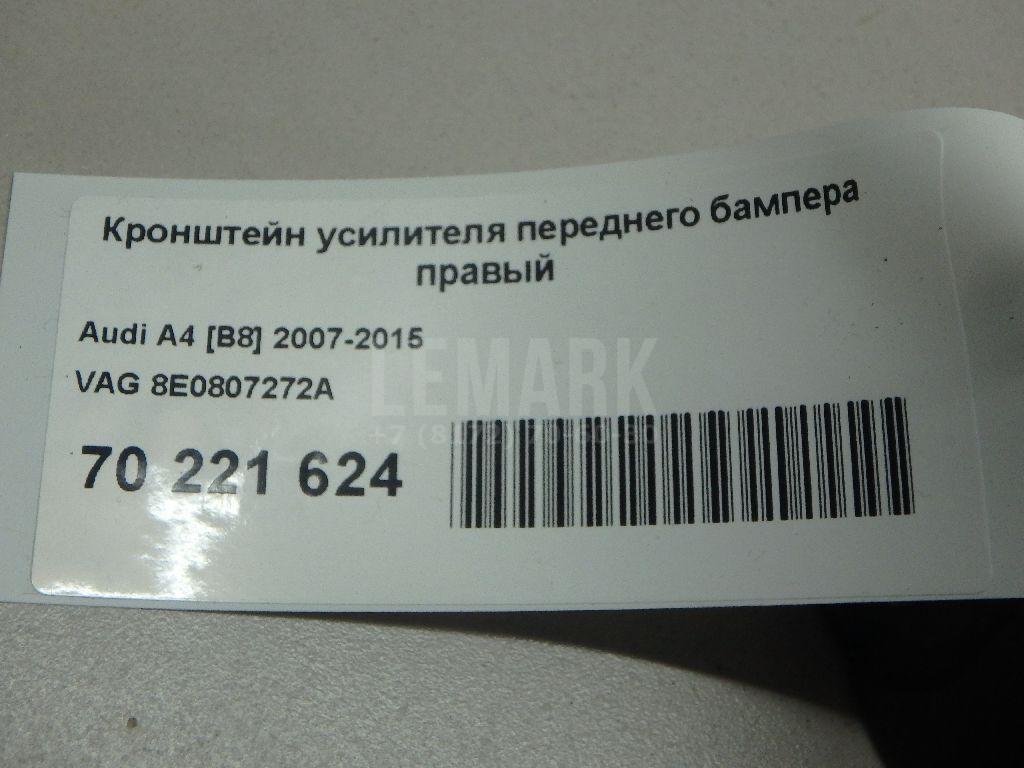 Кронштейн усилителя переднего бампера
правый
Audi A4 [B8] 2007-2015
VAG 8E0807272A
LEMARK
70 221 624